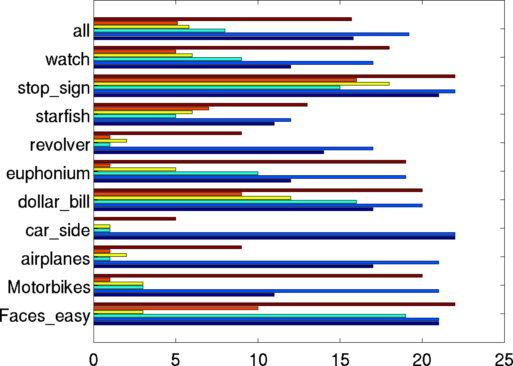 all
watch
stop_sign
starfish
revolver
euphonium
dollar_bill
car_side
airplanes
Motorbikes
Faces_easy
0 5 10 15 20 25